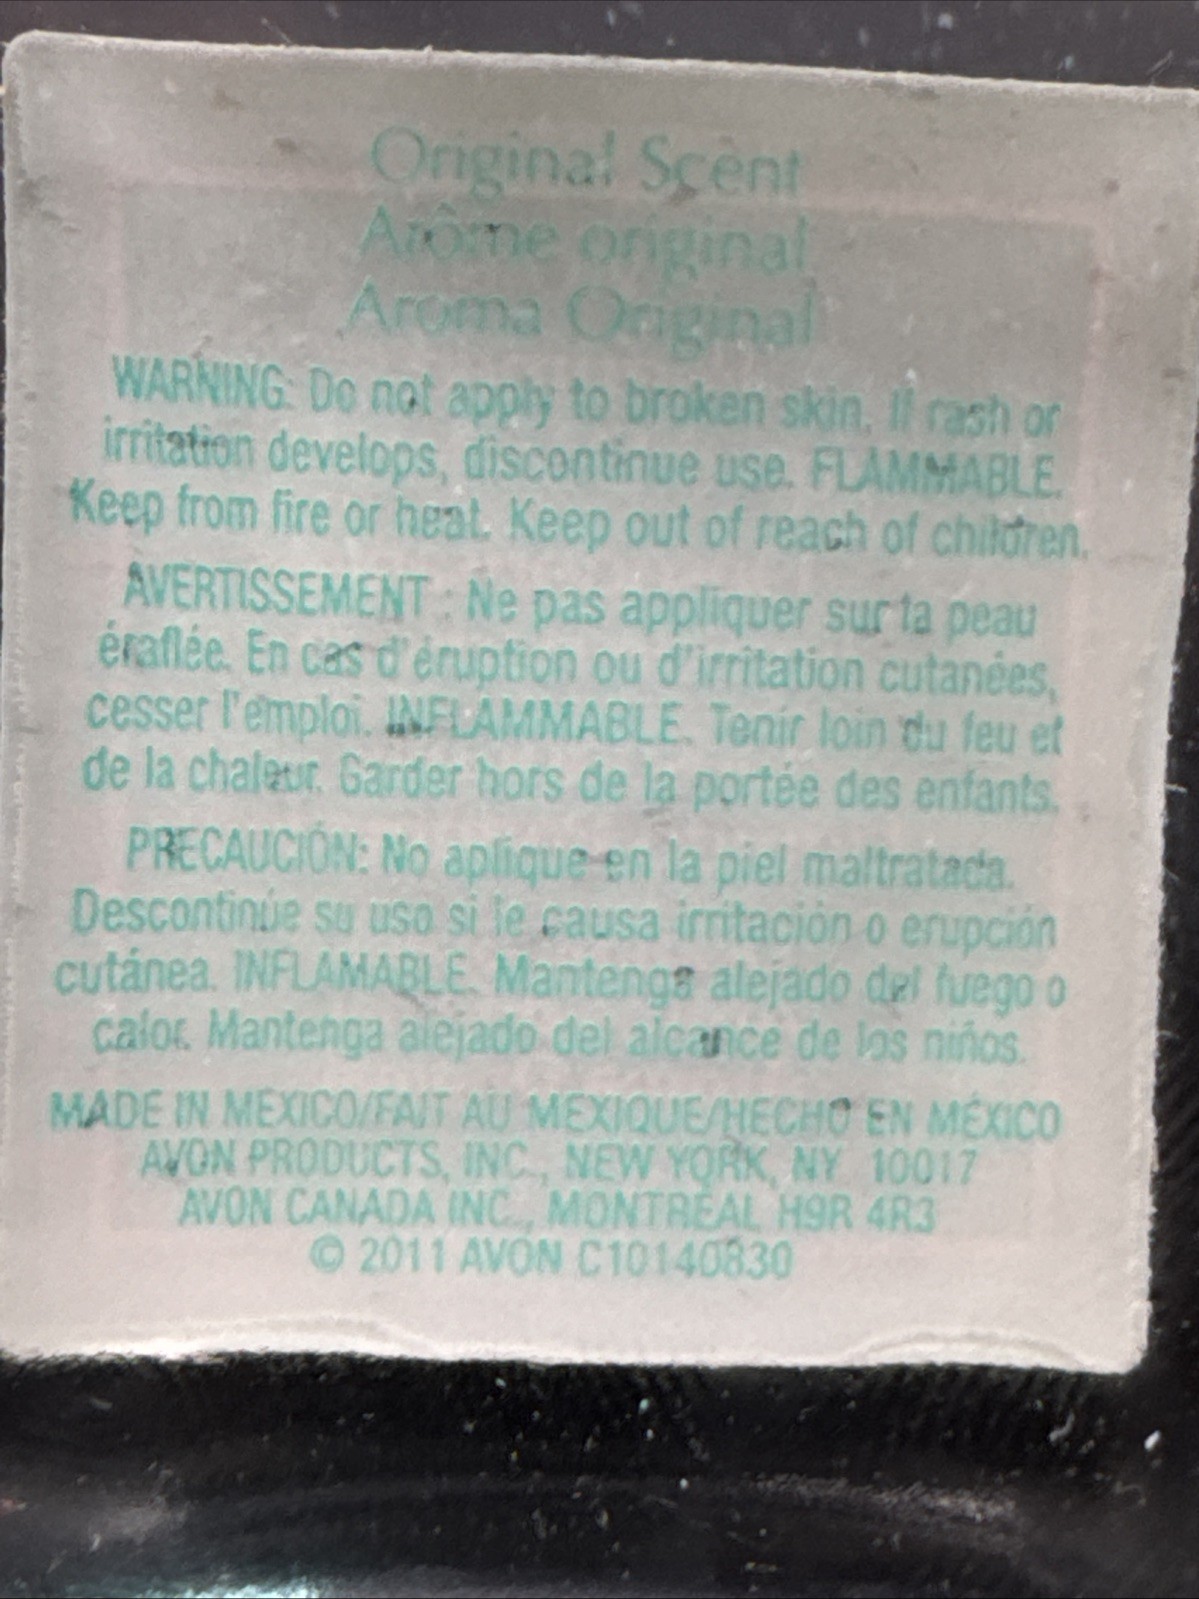 Original Scent
Arôme original
Aroma Original
WARNING: Do not apply to broken skin. If rash or
irritation develops, discontinue use. FLAMMABLE.
Keep from fire or heat. Keep out of reach of children.
AVERTISSEMENT : Ne pas appliquer sur la peau
éraflée. En cas d'éruption ou d'irritation cutanées,
cesser l'emploi. INFLAMMABLE. Tenir loin du feu et
de la chaleur. Garder hors de la portée des enfants.
PRECAUCIÓN: No aplique en la piel maltratada.
Descontinúe su uso si le causa irritación o erupción
cutánea. INFLAMABLE. Mantenga alejado del fuego o
calor. Mantenga alejado del alcance de los niños.
MADE IN MEXICO/FAIT AU MEXIQUE/HECHO EN MÉXICO
AVON PRODUCTS, INC., NEW YORK, NY 10017
AVON CANADA INC., MONTRÉAL H9R 4R3
© 2011 AVON C10140830